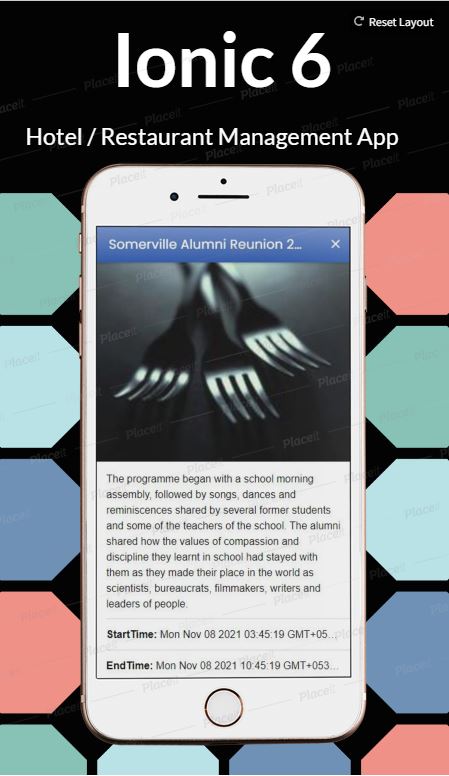 Reset Layout
Ionic 6
Hotel / Restaurant Management App
Somerville Alumni Reunion 2...
The programme began with a school morning
assembly, followed by songs, dances and
reminiscences shared by several former students
and some of the teachers of the school. The alumni
shared how the values of compassion and
discipline they learnt in school had stayed with
them as they made their place in the world as
scientists, bureaucrats, filmmakers, writers and
leaders of people.
StartTime: Mon Nov 08 2021 03:45:19 GMT+05...
EndTime: Mon Nov 08 2021 10:45:19 GMT+053...
Placeit